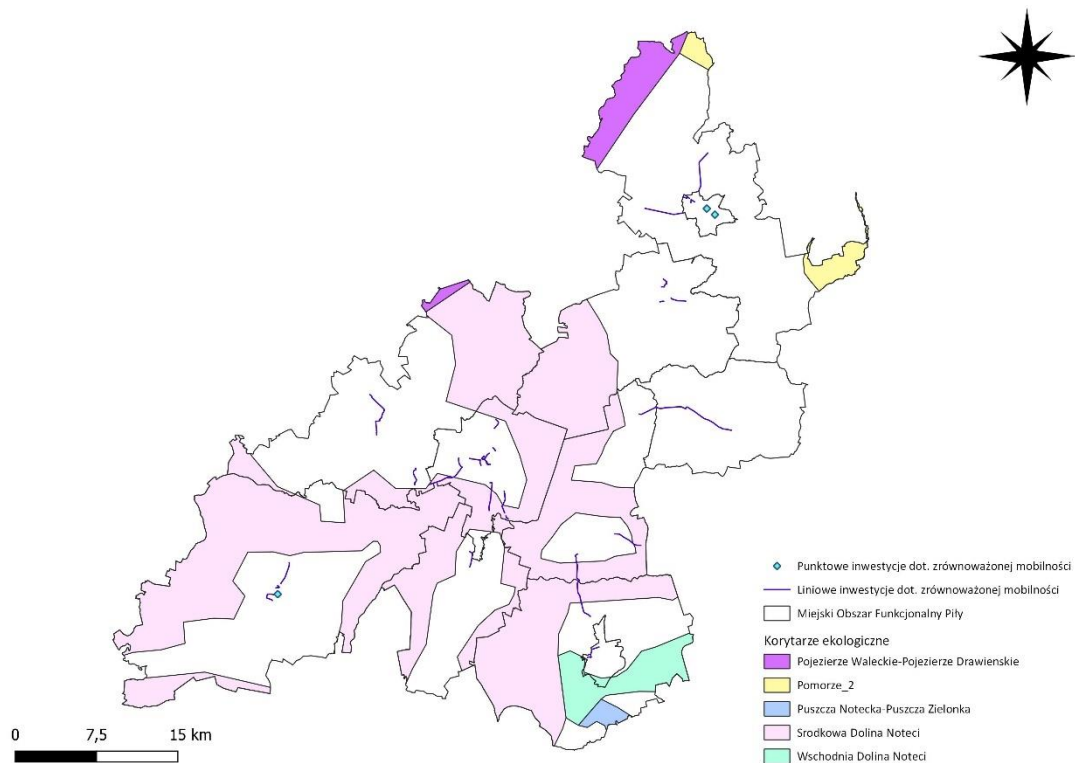 Punktowe inwestycje dot. zrównoważonej mobilności
Liniowe inwestycje dot. zrównoważonej mobilności
Miejski Obszar Funkcjonalny Piły
Korytarze ekologiczne
Pojezierze Waleckie-Pojezierze Drawienskie
Pomorze_2
Puszcza Notecka-Puszcza Zielonka
Srodkowa Dolina Noteci
Wschodnia Dolina Noteci
0 7,5 15 km